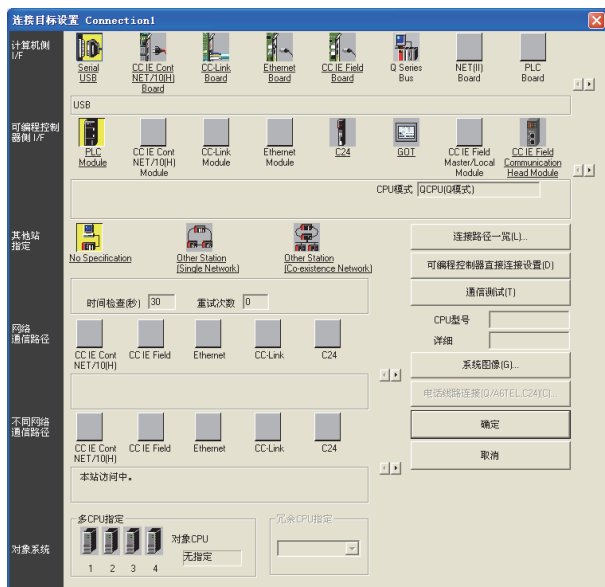 连接目标设置 Connection1
计算机侧
I/F
Serial
USB
CC IE Cont
NET/10(H)
Board
CC-Link
Board
Ethernet
Board
CC IE Field
Board
Q Series
Bus
NET(II)
Board
PLC
Board
USB
可编程控制
器侧 I/F
PLC
Module
CC IE Cont
NET/10(H)
Module
CC-Link
Module
Ethernet
Module
C24
GOT
CC IE Field
Master/Local
Module
CC IE Field
Communication
Head Module
CPU模式 QCPU(Q模式)
其他站
指定
No Specification
Other Station
(Single Network)
Other Station
(Co-existence Network)
连接路径一览(L)...
可编程控制器直接连接设置(D)
通信测试(T)
时间检查(秒) 30 重试次数 0
CPU型号
详细
网络
通信路径
CC IE Cont
NET/10(H)
CC IE Field
Ethernet
CC-Link
C24
系统图像(G)...
电话线路连接(Q/A6TEL,C24)(C)...
确定
取消
不同网络
通信路径
CC IE Cont
NET/10(H)
CC IE Field
Ethernet
CC-Link
C24
本站访问中。
对象系统
多CPU指定
1 2 3 4
对象CPU
无指定
冗余CPU指定